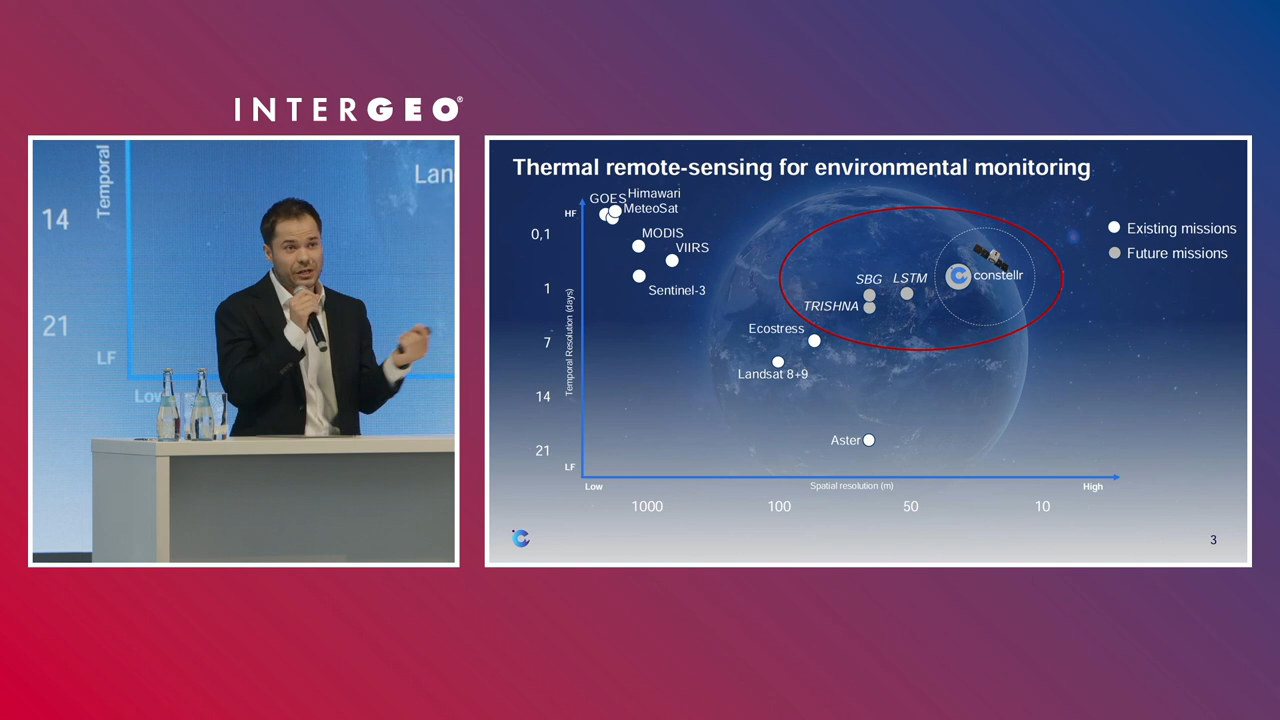 INTERGEO®
Temporal
Lan
14
21
LF
Low
Thermal remote-sensing for environmental monitoring
HF
GOES
Himawari
MeteoSat
0,1
MODIS
VIIRS
Existing missions
Future missions
1
Sentinel-3
SBG
LSTM
constellr
TRISHNA
Temporal Resolution (days)
7
Ecostress
Landsat 8+9
14
Aster
21
LF
Low
Spatial resolution (m)
High
1000
100
50
10
3